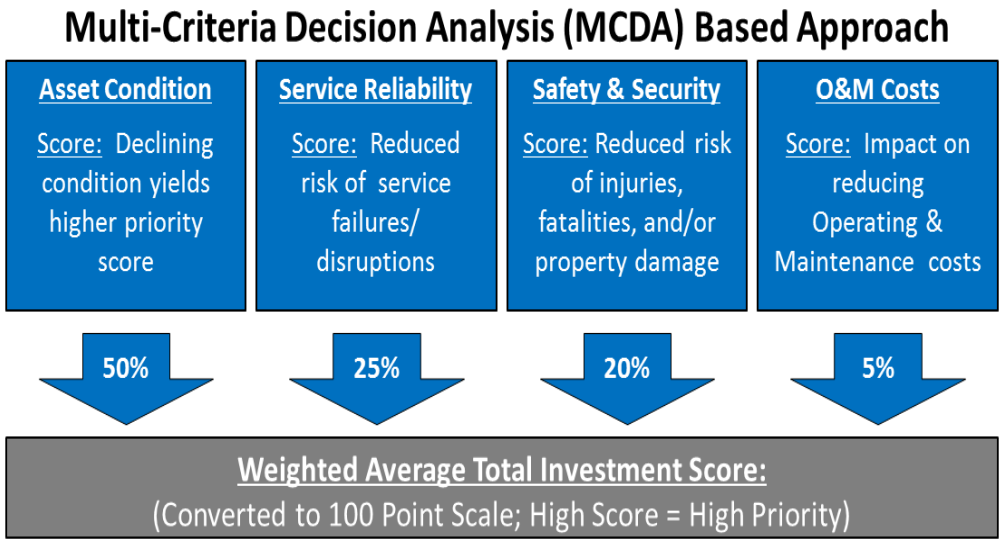 Multi-Criteria Decision Analysis (MCDA) Based Approach
Asset Condition
Score: Declining
condition yields
higher priority
score
Service Reliability
Score: Reduced
risk of service
failures/
disruptions
Safety & Security
Score: Reduced risk
of injuries,
fatalities, and/or
property damage
O&M Costs
Score: Impact on
reducing
Operating &
Maintenance costs
50%
25%
20%
5%
Weighted Average Total Investment Score:
(Converted to 100 Point Scale; High Score = High Priority)